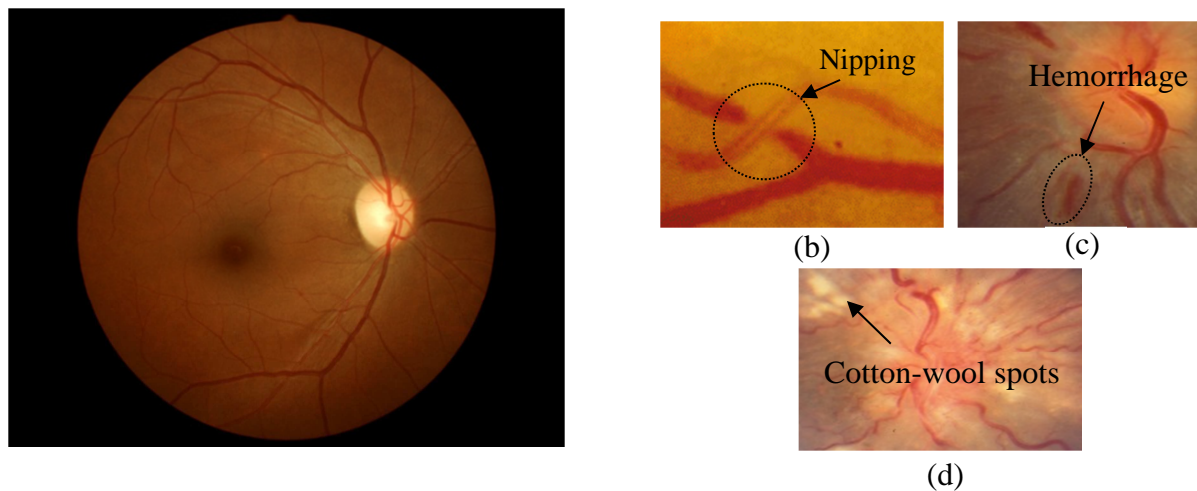 Nipping
Hemorrhage
(b)
(c)
Cotton-wool spots
(d)